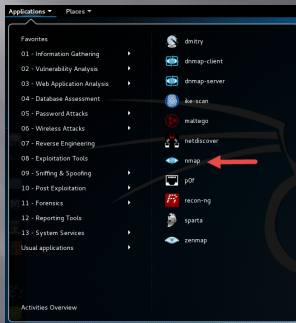 Applications Places
Favorites
01 - Information Gathering
02 - Vulnerability Analysis
03 - Web Application Analysis
04 - Database Assessment
05 - Password Attacks
06 - Wireless Attacks
07 - Reverse Engineering
08 - Exploitation Tools
09 - Sniffing & Spoofing
10 - Post Exploitation
11 - Forensics
12 - Reporting Tools
13 - System Services
Usual applications
Activities Overview
dmitry
dnmap-client
dnmap-server
ike-scan
maltego
netdiscover
nmap
p0f
recon-ng
sparta
zenmap